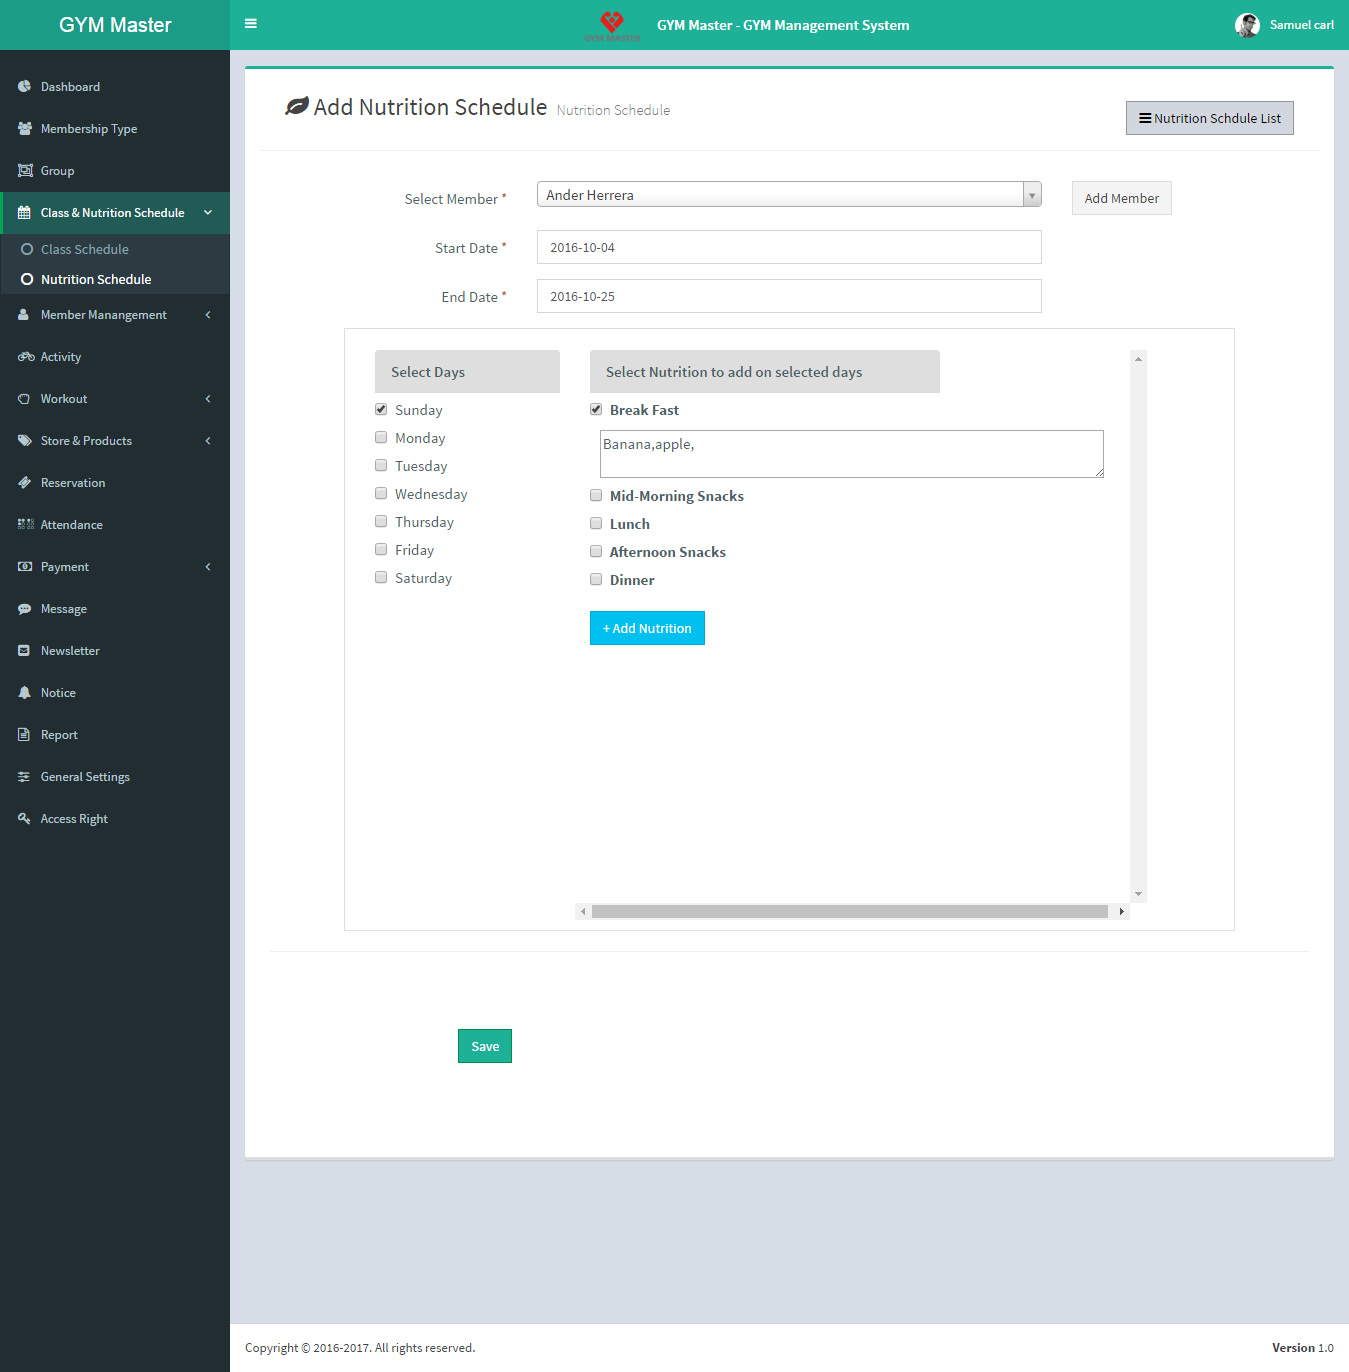 GYM Master
GYM MASTER
GYM Master - GYM Management System
Samuel carl
Dashboard
Membership Type
Group
Class & Nutrition Schedule
Class Schedule
Nutrition Schedule
Member Manangement
Activity
Workout
Store & Products
Reservation
Attendance
Payment
Message
Newsletter
Notice
Report
General Settings
Access Right
Add Nutrition Schedule Nutrition Schedule
Nutrition Schdule List
Select Member *
Ander Herrera
Add Member
Start Date *
2016-10-04
End Date *
2016-10-25
Select Days
Sunday
Monday
Tuesday
Wednesday
Thursday
Friday
Saturday
Select Nutrition to add on selected days
Break Fast
Banana,apple,
Mid-Morning Snacks
Lunch
Afternoon Snacks
Dinner
+ Add Nutrition
Save
Copyright © 2016-2017. All rights reserved.
Version 1.0